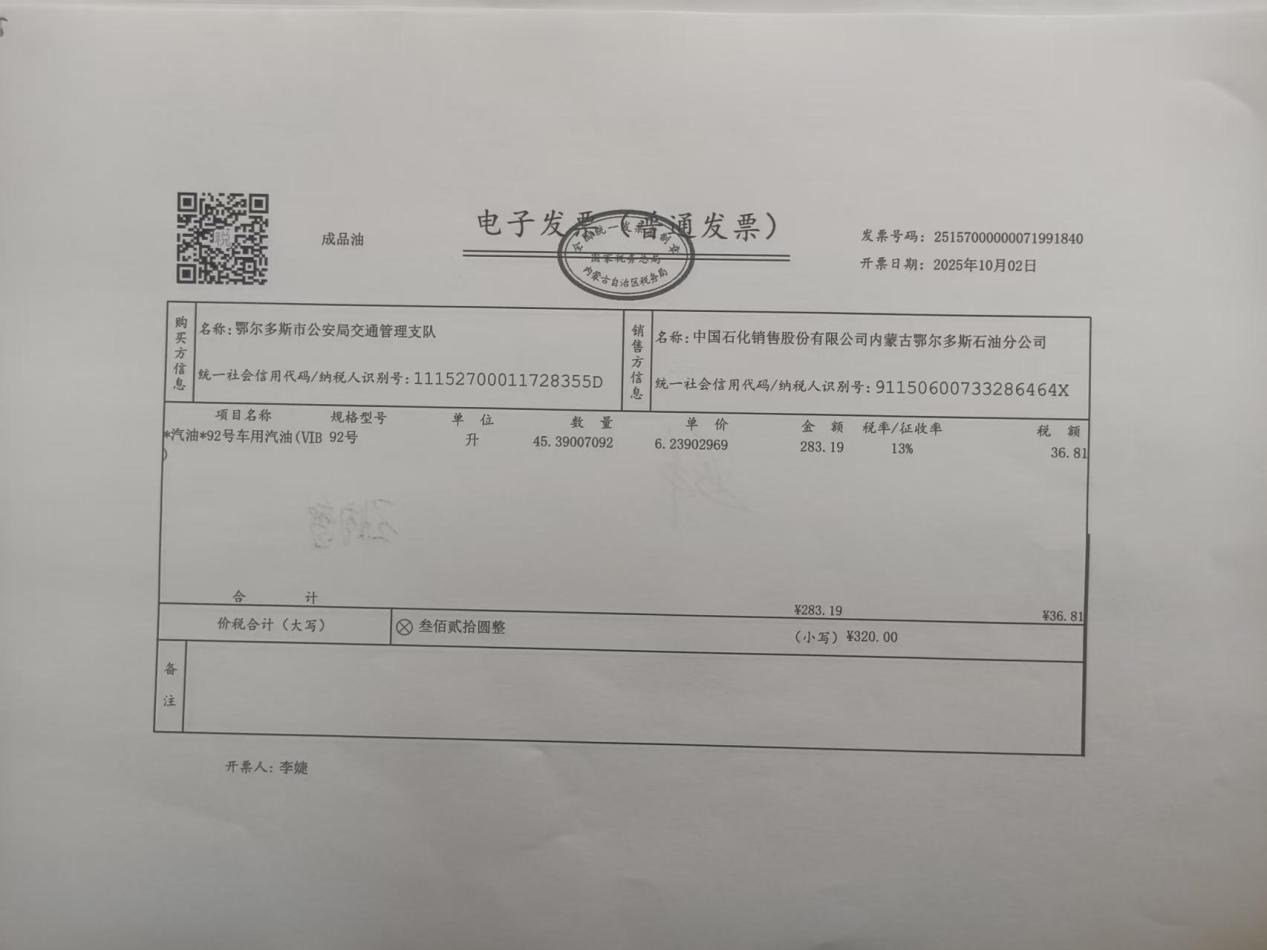 电子发票（普通发票）
成品油
税
全国统一发票监制章
国家税务总局
内蒙古自治区税务局
发票号码：25157000000071991840
开票日期：2025年10月02日
购买方信息
名称：鄂尔多斯市公安局交通管理支队
统一社会信用代码/纳税人识别号：11152700011728355D
销售方信息
名称：中国石化销售股份有限公司内蒙古鄂尔多斯石油分公司
统一社会信用代码/纳税人识别号：91150600733286464X
项目名称 规格型号 单 位 数 量 单 价 金 额 税率/征收率 税 额
*汽油*92号车用汽油(VIB 92号 升 45.39007092 6.23902969 283.19 13% 36.81
)
合 计 ¥283.19 ¥36.81
价税合计（大写） ⊗ 叁佰贰拾圆整 （小写）¥320.00
备注
开票人：李婕